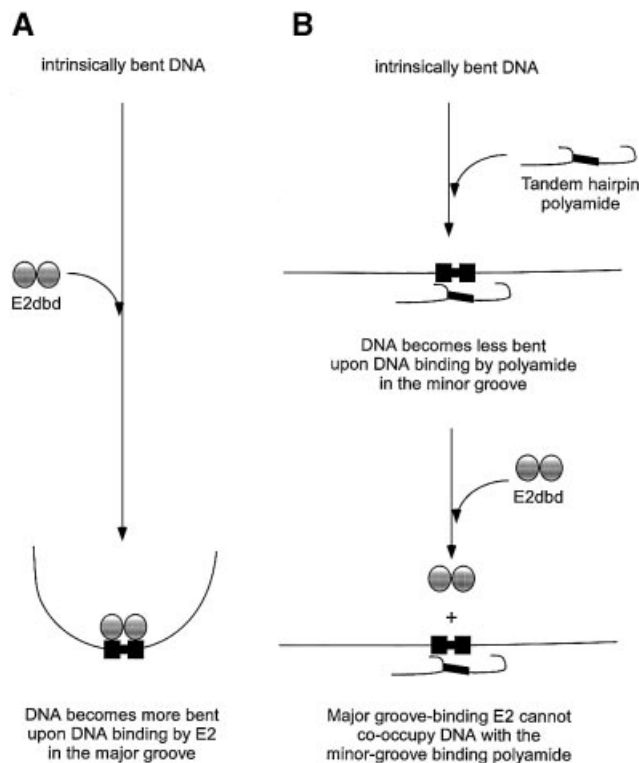 A
intrinsically bent DNA
E2dbd
DNA becomes more bent
upon DNA binding by E2
in the major groove
B
intrinsically bent DNA
Tandem hairpin
polyamide
DNA becomes less bent
upon DNA binding by polyamide
in the minor groove
E2dbd
+
Major groove-binding E2 cannot
co-occupy DNA with the
minor-groove binding polyamide